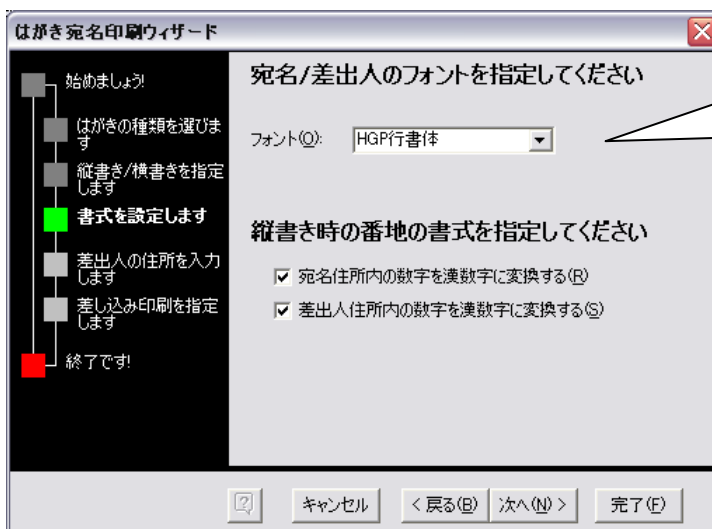 はがき宛名印刷ウィザード
始めましょう!
はがきの種類を選びま
す
縦書き/横書きを指定
します
書式を設定します
差出人の住所を入力
します
差し込み印刷を指定
します
終了です!
宛名/差出人のフォントを指定してください
フォント(O): HGP行書体
縦書き時の番地の書式を指定してください
宛名住所内の数字を漢数字に変換する(R)
差出人住所内の数字を漢数字に変換する(S)
キャンセル <戻る(B) 次へ(N)> 完了(F)